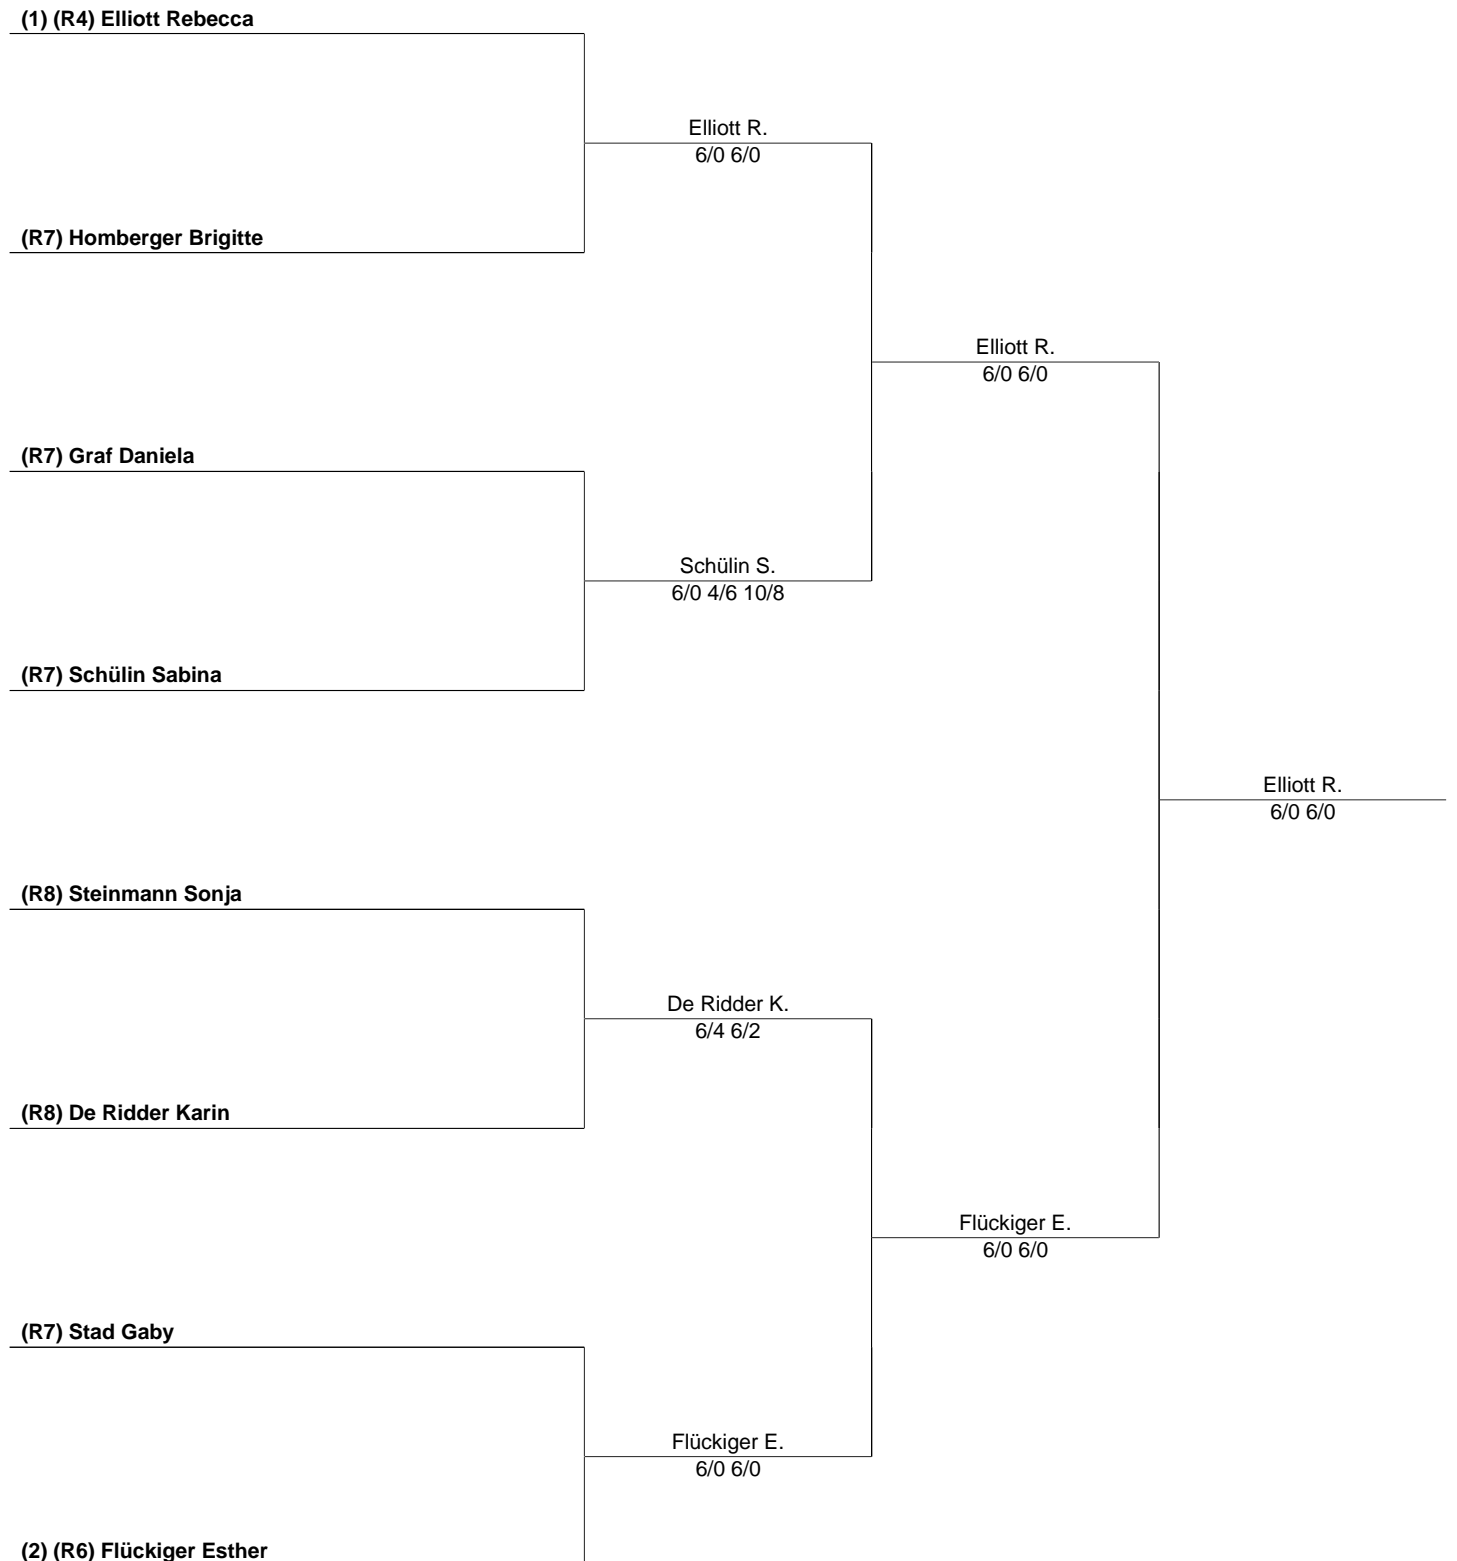 (1) (R4) Elliott Rebecca
Elliott R.
6/0 6/0
(R7) Homberger Brigitte
Elliott R.
6/0 6/0
(R7) Graf Daniela
Schülin S.
6/0 4/6 10/8
(R7) Schülin Sabina
Elliott R.
6/0 6/0
(R8) Steinmann Sonja
De Ridder K.
6/4 6/2
(R8) De Ridder Karin
Flückiger E.
6/0 6/0
(R7) Stad Gaby
Flückiger E.
6/0 6/0
(2) (R6) Flückiger Esther